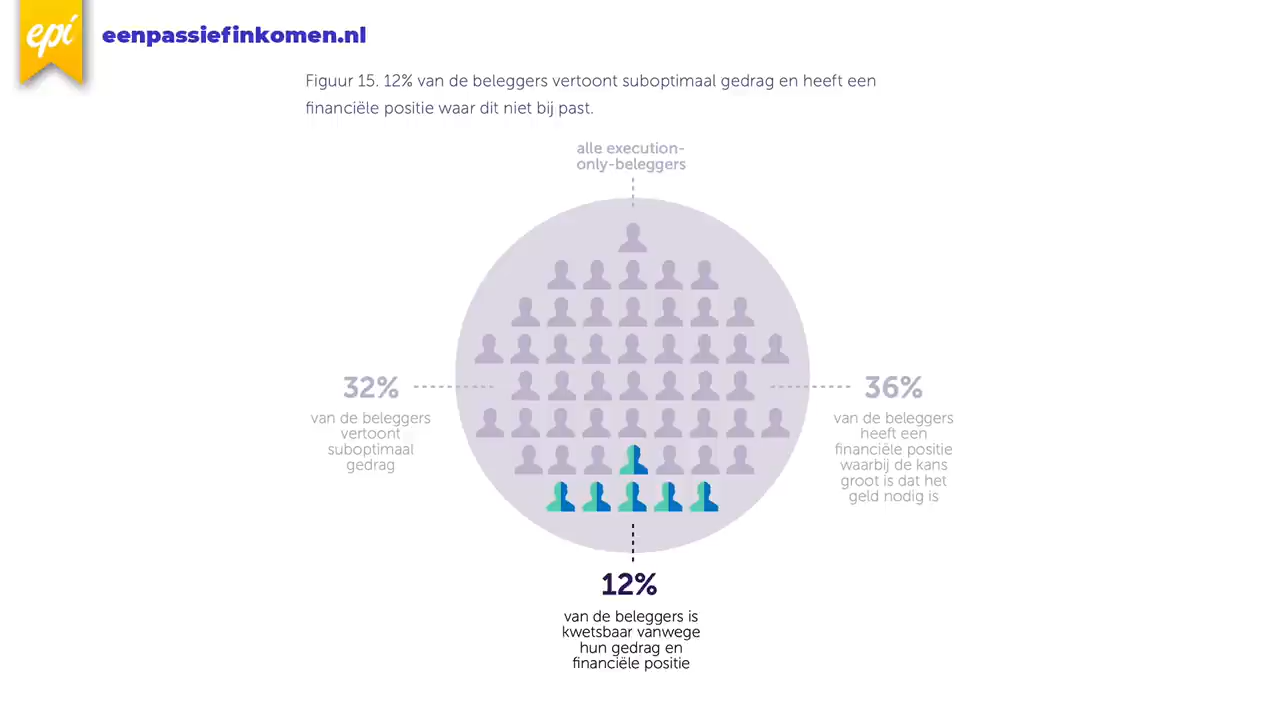 epi
eenpassiefinkomen.nl
Figuur 15. 12% van de beleggers vertoont suboptimaal gedrag en heeft een
financiële positie waar dit niet bij past.
alle execution-
only-beleggers
32%
van de beleggers
vertoont
suboptimaal
gedrag
36%
van de beleggers
heeft een
financiële positie
waarbij de kans
groot is dat het
geld nodig is
12%
van de beleggers is
kwetsbaar vanwege
hun gedrag en
financiële positie